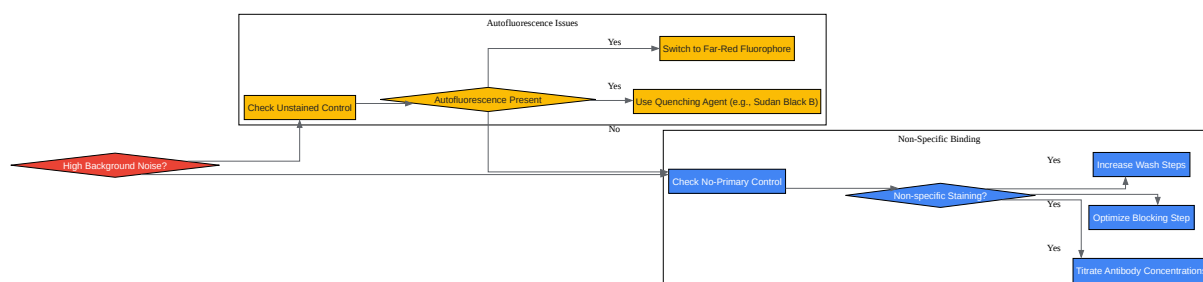 Autofluorescence Issues
Yes
Switch to Far-Red Fluorophore
Yes
Autofluorescence Present
Use Quenching Agent (e.g., Sudan Black B)
Check Unstained Control
No
Non-Specific Binding
High Background Noise?
Yes
Increase Wash Steps
Check No-Primary Control
Non-specific Staining?
Yes
Optimize Blocking Step
Yes
Titrate Antibody Concentrations